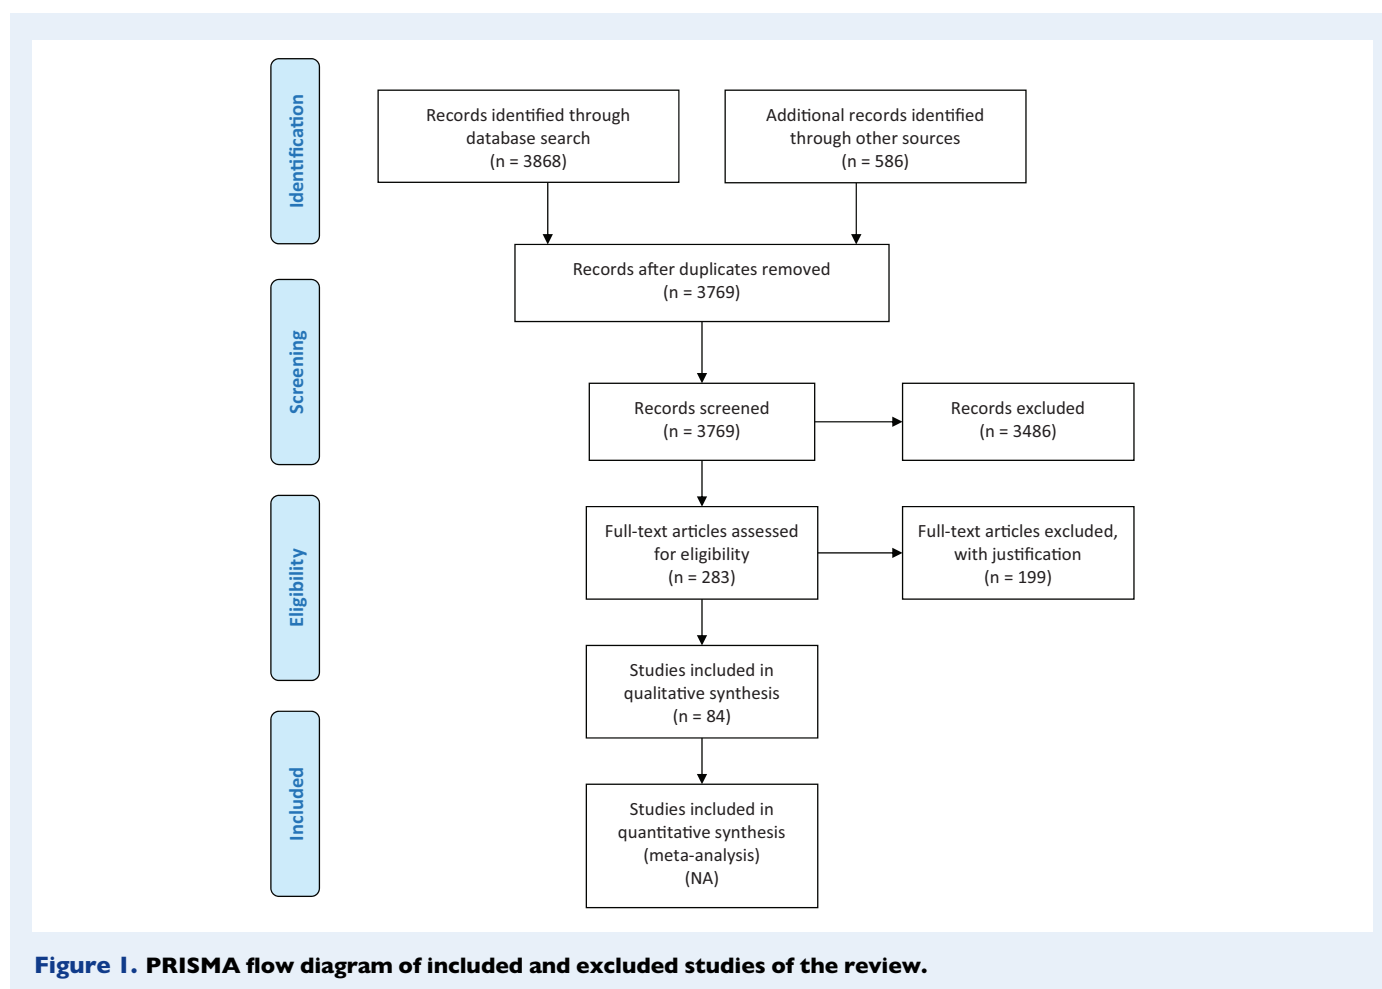 Identification
Records identified through
database search
(n = 3868)
Additional records identified
through other sources
(n = 586)
Records after duplicates removed
(n = 3769)
Screening
Records screened
(n = 3769)
Records excluded
(n = 3486)
Eligibility
Full-text articles assessed
for eligibility
(n = 283)
Full-text articles excluded,
with justification
(n = 199)
Studies included in
qualitative synthesis
(n = 84)
Included
Studies included in
quantitative synthesis
(meta-analysis)
(NA)
Figure 1. PRISMA flow diagram of included and excluded studies of the review.